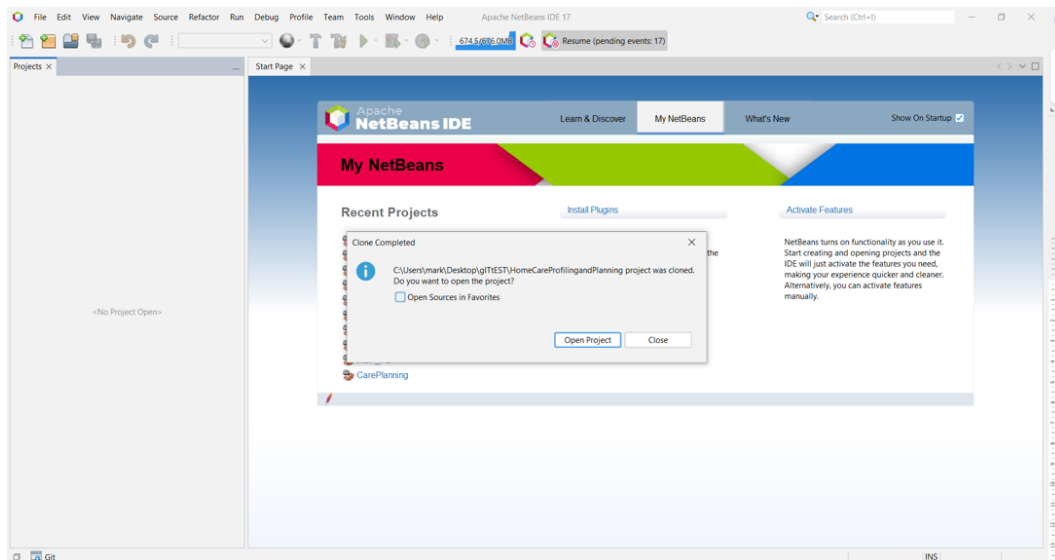 File Edit View Navigate Source Refactor Run Debug Profile Team Tools Window Help
Apache NetBeans IDE 17
Search (Ctrl+I)
674.5/696.0MB
Resume (pending events: 17)
Projects
Start Page
Apache
NetBeans IDE
Learn & Discover
My NetBeans
What's New
Show On Startup
My NetBeans
Recent Projects
Install Plugins
Activate Features
the
NetBeans turns on functionality as you use it.
Start creating and opening projects and the
IDE will just activate the features you need,
making your experience quicker and cleaner.
Alternatively, you can activate features
manually.
Clone Completed
C:\Users\mark\Desktop\gITtEST\HomeCareProfilingandPlanning project was cloned.
Do you want to open the project?
Open Sources in Favorites
Open Project
Close
<No Project Open>
CarePlanning
Git
INS